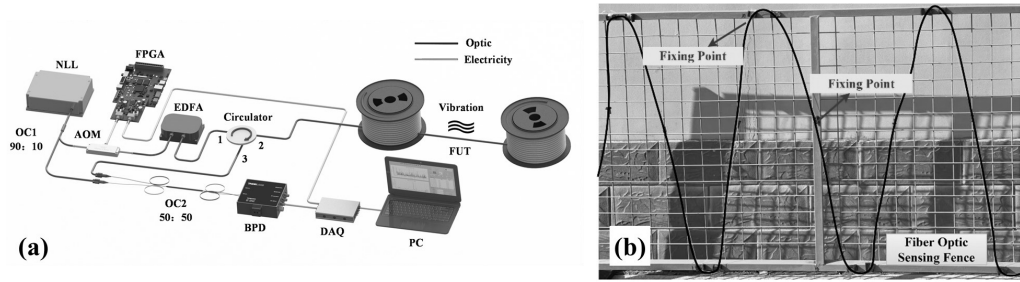 NLL
FPGA
Optic
Electricity
OC1
90：10
AOM
EDFA
Circulator
1
2
3
Vibration
FUT
OC2
50：50
BPD
DAQ
PC
(a)
Fixing Point
Fixing Point
Fiber Optic
Sensing Fence
(b)